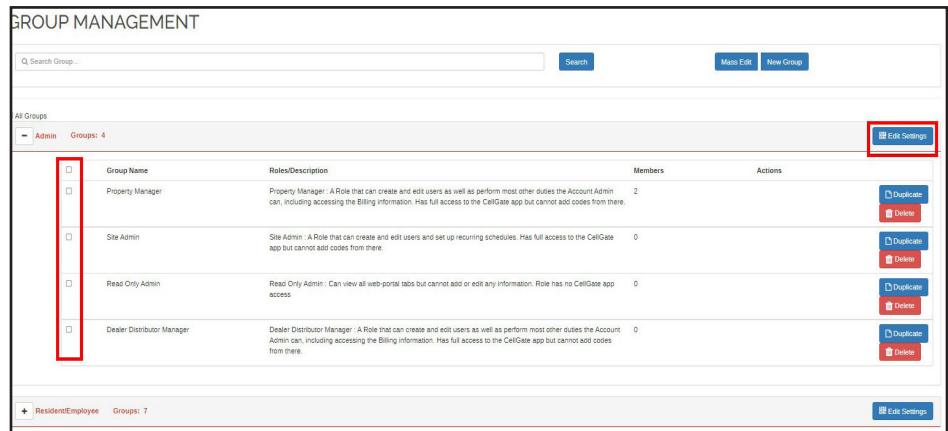 GROUP MANAGEMENT
Search Group...
Search
Mass Edit
New Group
All Groups
Admin Groups: 4
Edit Settings
Group Name Roles/Description Members Actions
Property Manager
Property Manager : A Role that can create and edit users as well as perform most other duties the Account Admin
can, including accessing the Billing information. Has full access to the CellGate app but cannot add codes from there.
2
Duplicate
Delete
Site Admin
Site Admin : A Role that can create and edit users and set up recurring schedules. Has full access to the CellGate
app but cannot add codes from there.
0
Duplicate
Delete
Read Only Admin
Read Only Admin : Can view all web-portal tabs but cannot add or edit any information. Role has no CellGate app
access
0
Duplicate
Delete
Dealer Distributor Manager
Dealer Distributor Manager : A Role that can create and edit users as well as perform most other duties the Account
Admin can, including accessing the Billing information. Has full access to the CellGate app but cannot add codes
from there.
0
Duplicate
Delete
Resident/Employee Groups: 7
Edit Settings